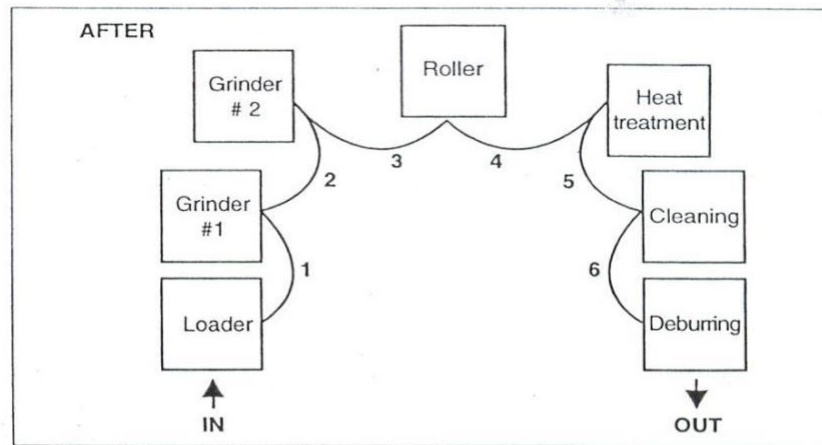 AFTER
Grinder
# 2
Roller
Heat
treatment
2
3
4
5
Grinder
#1
Cleaning
1
6
Loader
Deburring
IN
OUT